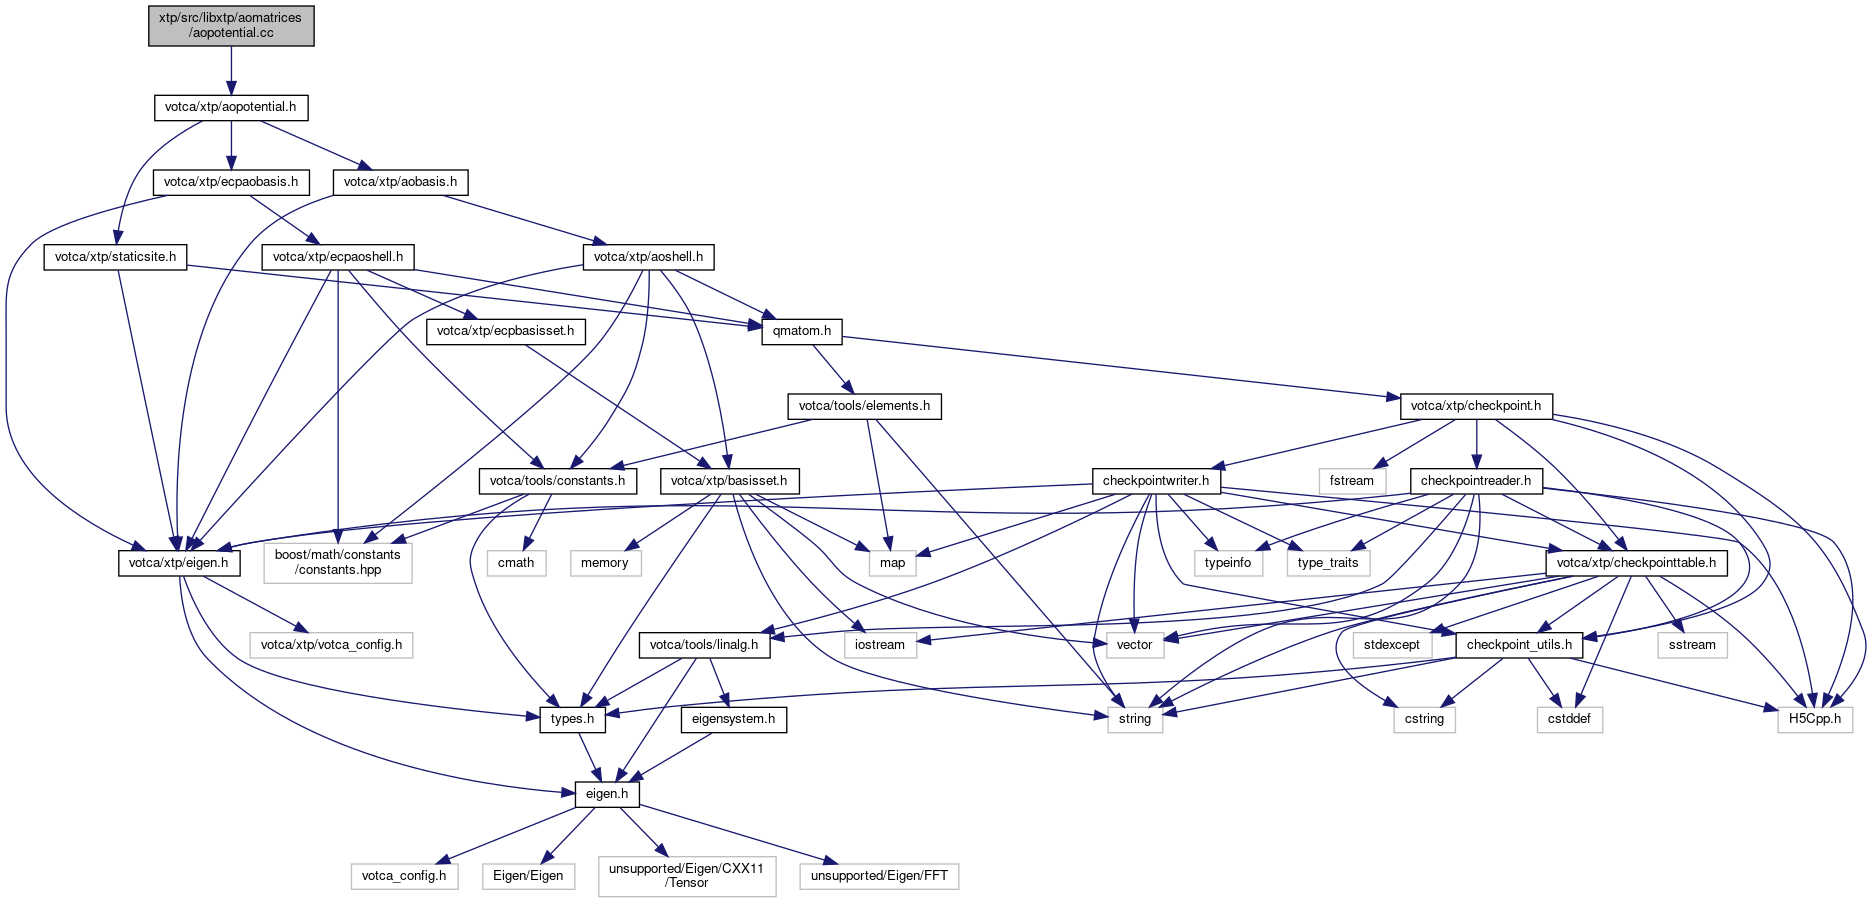 xtp/src/libxtp/aomatrices
/aopotential.cc
votca/xtp/aopotential.h
votca/xtp/ecpaobasis.h
votca/xtp/aobasis.h
votca/xtp/staticsite.h
votca/xtp/ecpaoshell.h
votca/xtp/aoshell.h
votca/xtp/ecpbasisset.h
qmatom.h
votca/tools/elements.h
votca/xtp/checkpoint.h
votca/tools/constants.h
votca/xtp/basisset.h
checkpointwriter.h
fstream
checkpointreader.h
votca/xtp/eigen.h
boost/math/constants
/constants.hpp
cmath
memory
map
typeinfo
type_traits
votca/xtp/checkpointtable.h
votca/xtp/votca_config.h
votca/tools/linalg.h
iostream
vector
stdexcept
checkpoint_utils.h
sstream
types.h
eigensystem.h
string
cstring
cstddef
H5Cpp.h
eigen.h
votca_config.h
Eigen/Eigen
unsupported/Eigen/CXX11
/Tensor
unsupported/Eigen/FFT